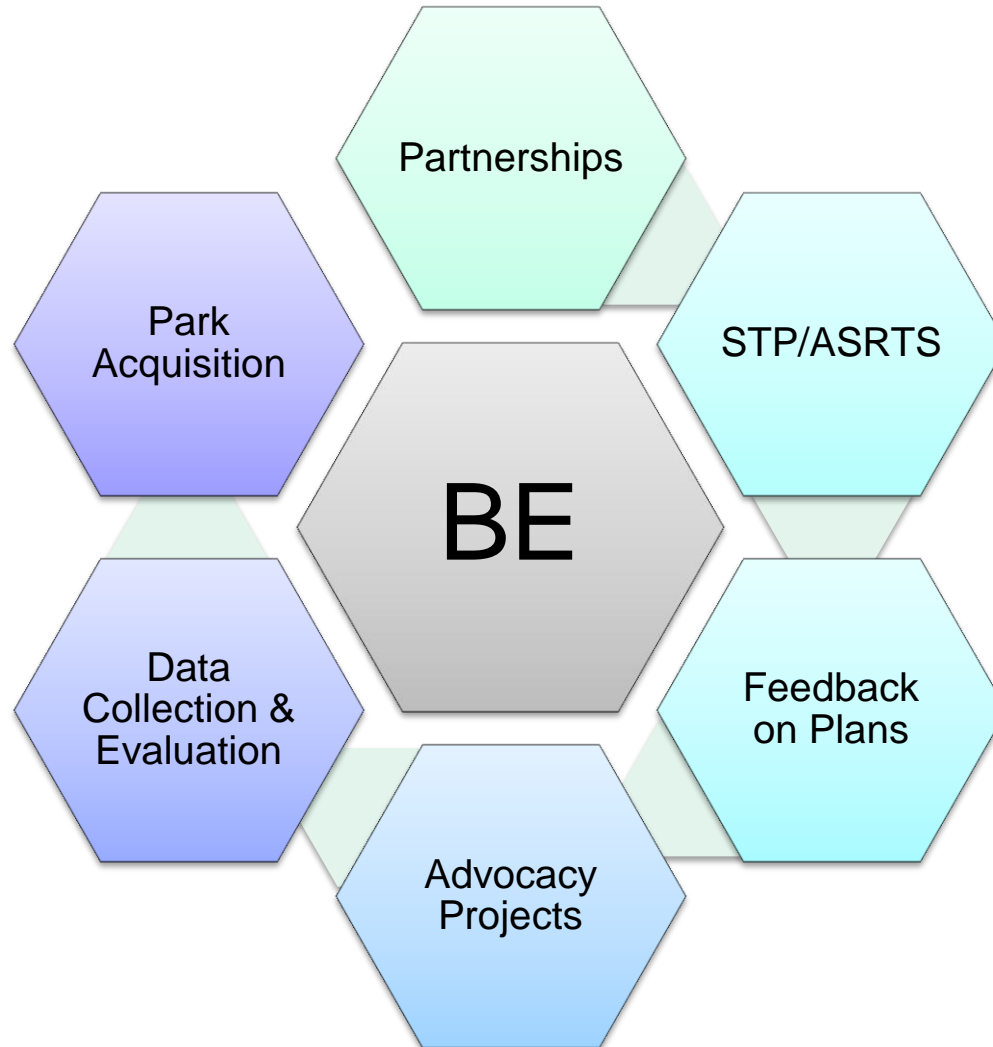 Partnerships
STP/ASRTS
Feedback
on Plans
Advocacy
Projects
Data
Collection &
Evaluation
Park
Acquisition
BE